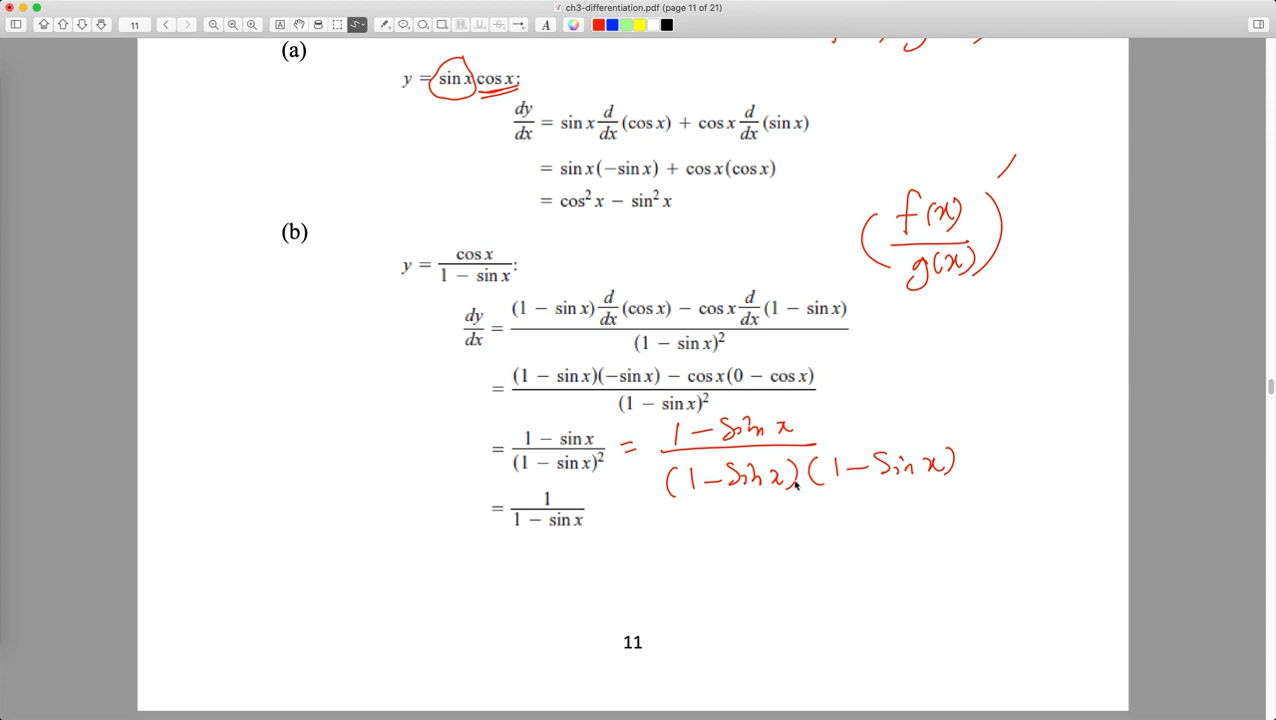 ch3-differentiation.pdf (page 11 of 21)
11
A
(a)
y = sin x cos x:
dy/dx = sin x d/dx (cos x) + cos x d/dx (sin x)
= sin x(−sin x) + cos x(cos x)
= cos² x − sin² x
(f(x)/g(x))′
(b)
y = cos x/(1 − sin x):
dy/dx = ((1 − sin x) d/dx (cos x) − cos x d/dx (1 − sin x))/(1 − sin x)²
= ((1 − sin x)(−sin x) − cos x(0 − cos x))/(1 − sin x)²
= (1 − sin x)/(1 − sin x)² = (1 − Sin x)/((1 − Sin x)(1 − Sin x))
= 1/(1 − sin x)
11